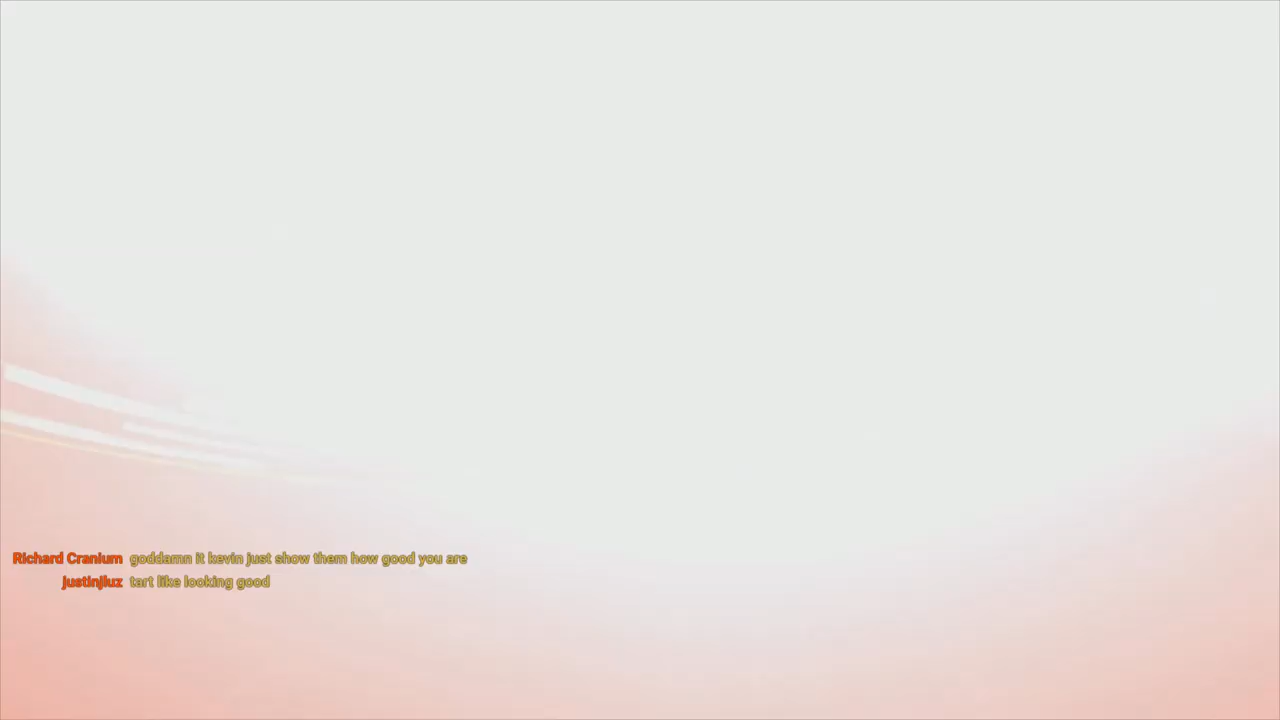 Richard Cranium goddamn it kevin just show them how good you are
justinjluz tart like looking good